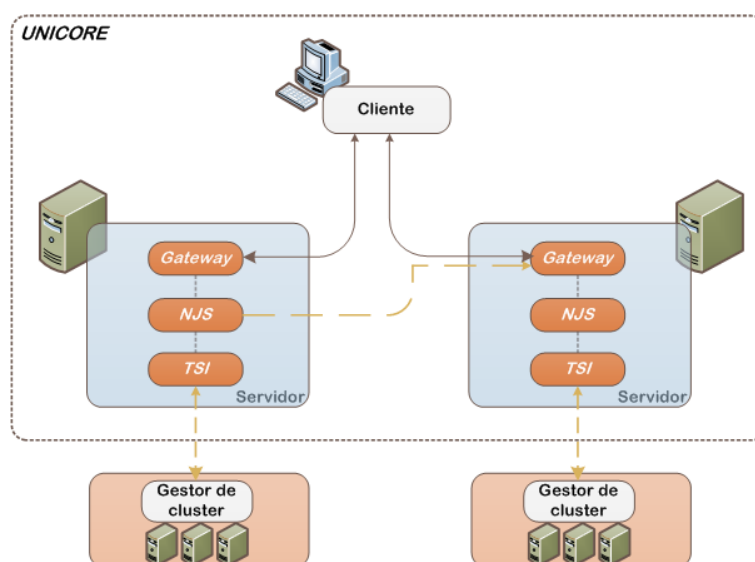 UNICORE
Cliente
Gateway
Gateway
NJS
NJS
TSI
TSI
Servidor
Servidor
Gestor de
cluster
Gestor de
cluster